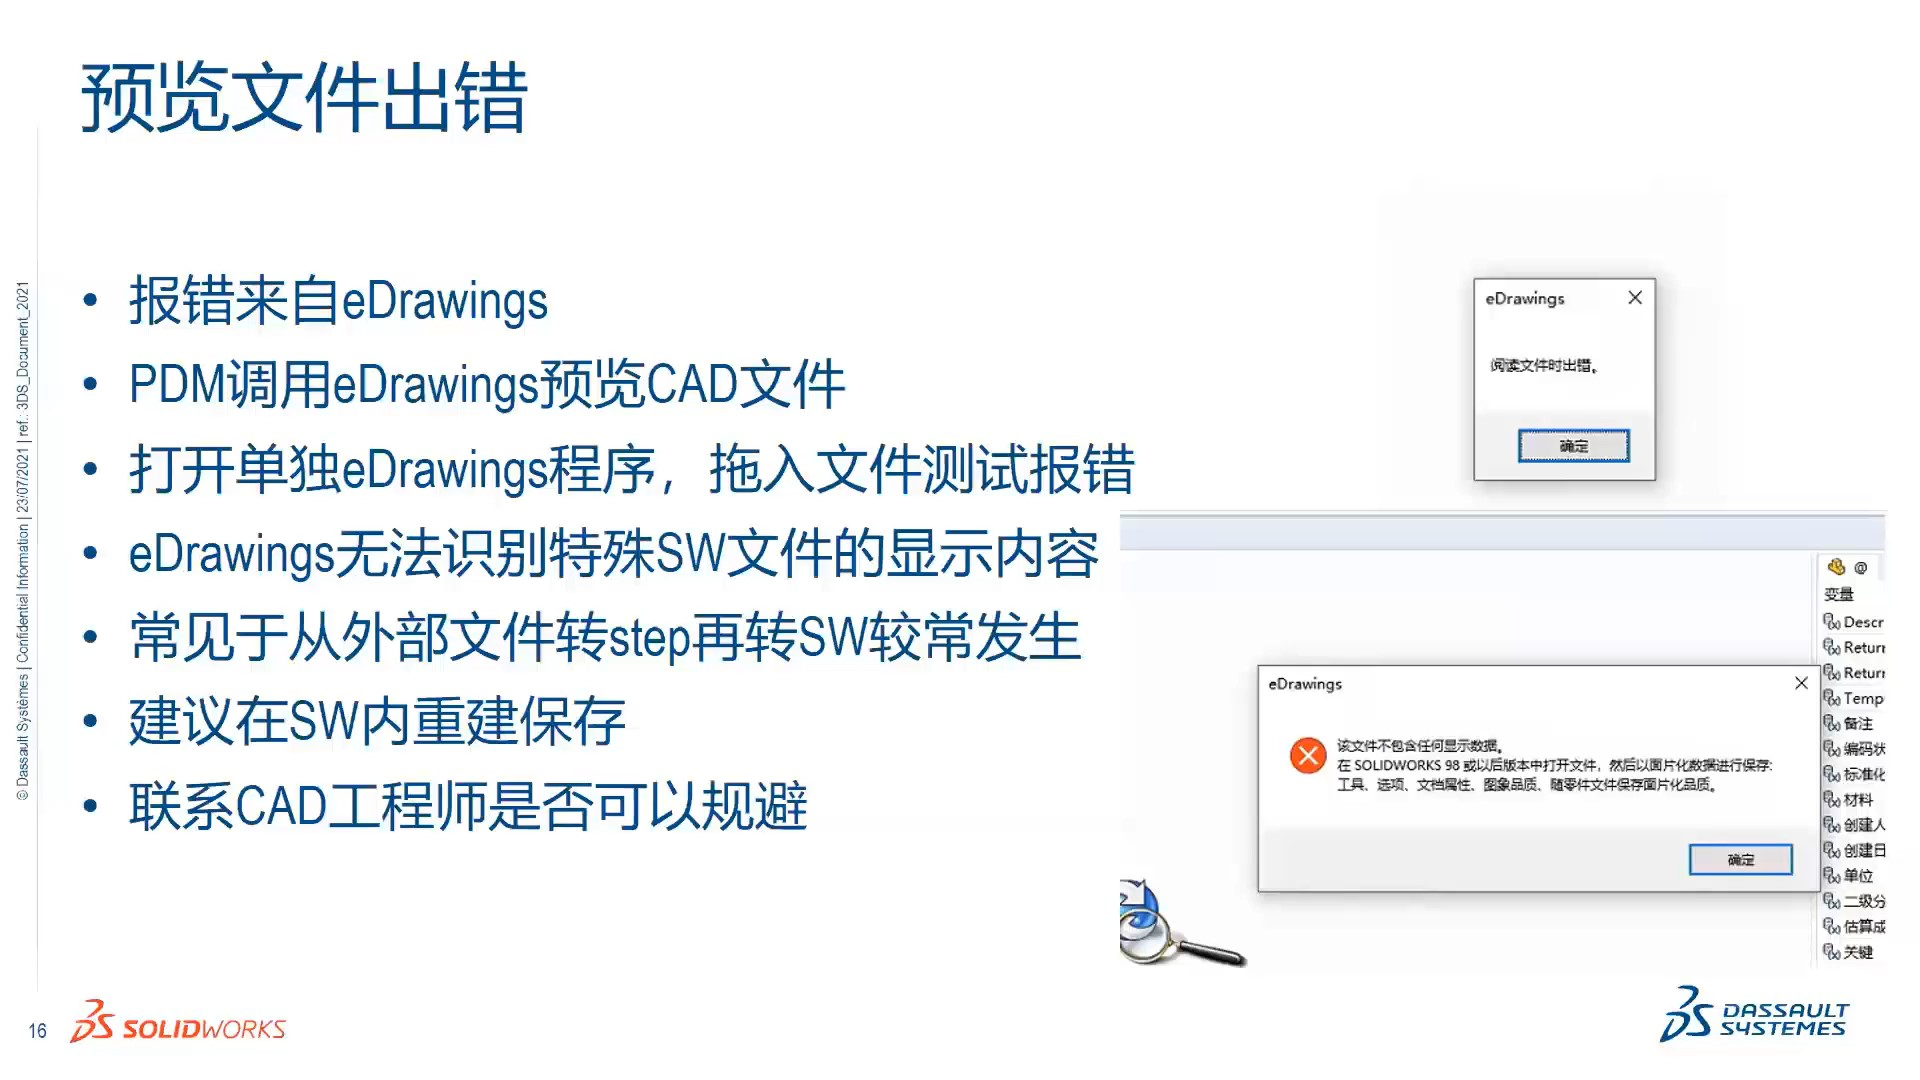 预览文件出错
• 报错来自eDrawings
• PDM调用eDrawings预览CAD文件
• 打开单独eDrawings程序，拖入文件测试报错
• eDrawings无法识别特殊SW文件的显示内容
• 常见于从外部文件转step再转SW较常发生
• 建议在SW内重建保存
• 联系CAD工程师是否可以规避
eDrawings
阅读文件时出错。
确定
@
变量
Descr
Return
Return
Temp
备注
编码状
标准化
材料
创建人
创建日
单位
二级分
估算成
关键
eDrawings
该文件不包含任何显示数据。
在 SOLIDWORKS 98 或以后版本中打开文件，然后以面片化数据进行保存:
工具、选项、文档属性、图象品质、随零件文件保存面片化品质。
确定
© Dassault Systèmes | Confidential Information | 23/07/2021 | ref.: 3DS_Document_2021
16
SOLIDWORKS
DASSAULT
SYSTEMES